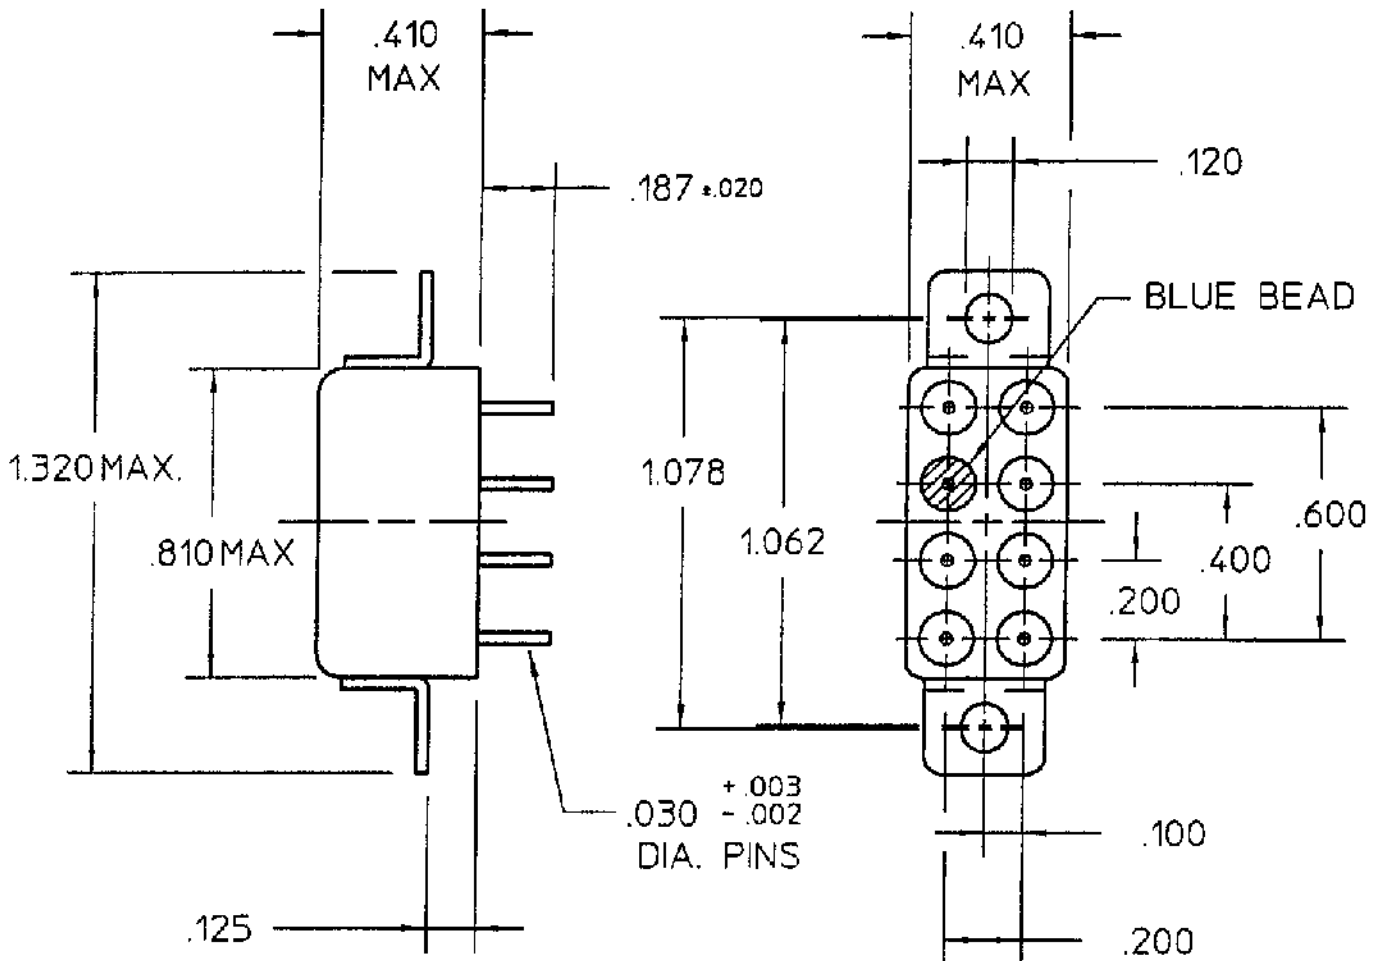 .410
MAX
.410
MAX
.120
.187 ±.020
BLUE BEAD
1.320 MAX.
1.078
.810 MAX
1.062
.600
.400
.200
.030 +.003
-.002
DIA. PINS
.100
.125
.200